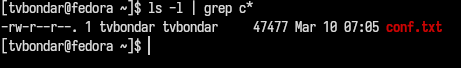 [tvbondar@fedora ~]$ ls -l | grep c*
-rw-r--r--. 1 tvbondar tvbondar     47477 Mar 10 07:05 conf.txt
[tvbondar@fedora ~]$